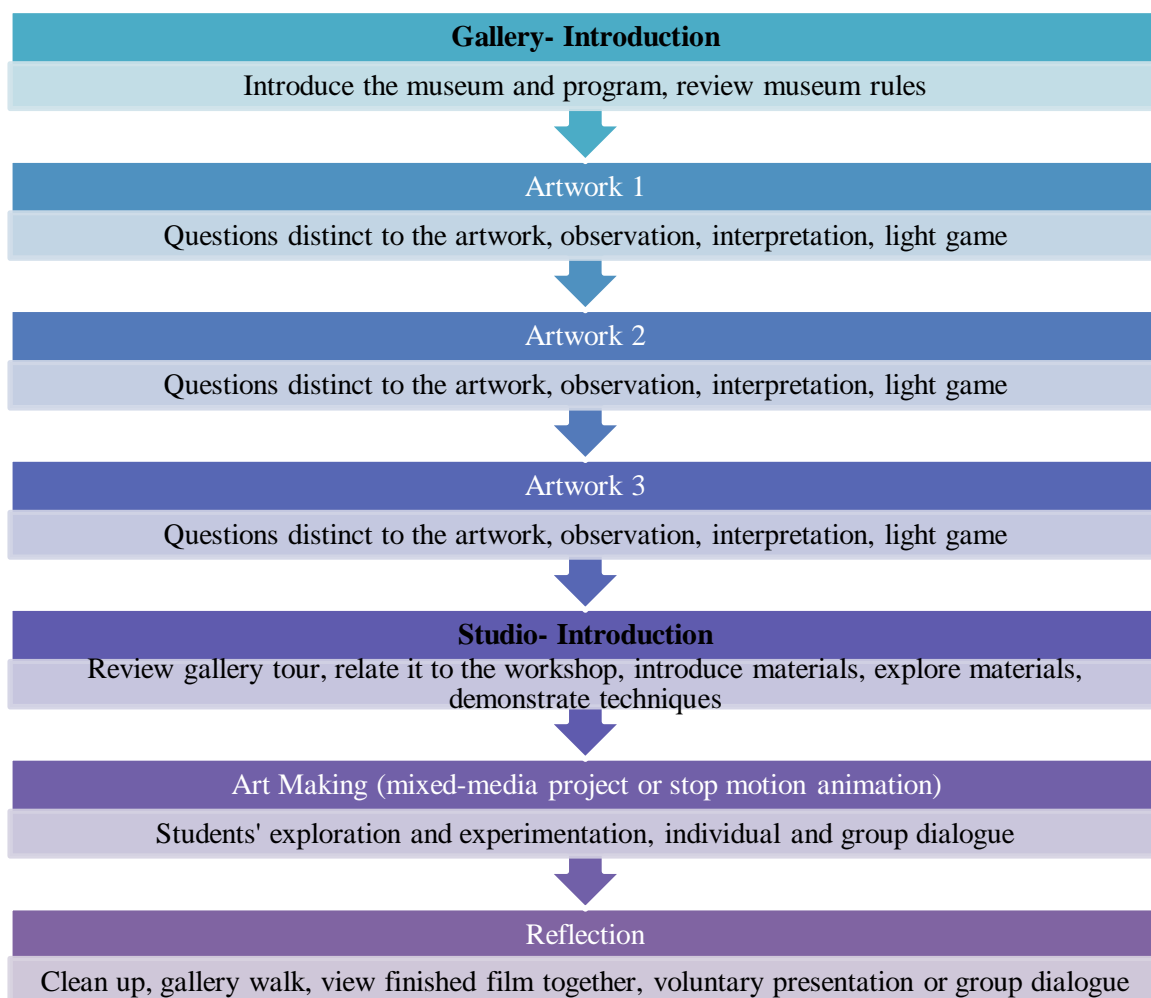 Gallery- Introduction
Introduce the museum and program, review museum rules
Artwork 1
Questions distinct to the artwork, observation, interpretation, light game
Artwork 2
Questions distinct to the artwork, observation, interpretation, light game
Artwork 3
Questions distinct to the artwork, observation, interpretation, light game
Studio- Introduction
Review gallery tour, relate it to the workshop, introduce materials, explore materials,
demonstrate techniques
Art Making (mixed-media project or stop motion animation)
Students' exploration and experimentation, individual and group dialogue
Reflection
Clean up, gallery walk, view finished film together, voluntary presentation or group dialogue